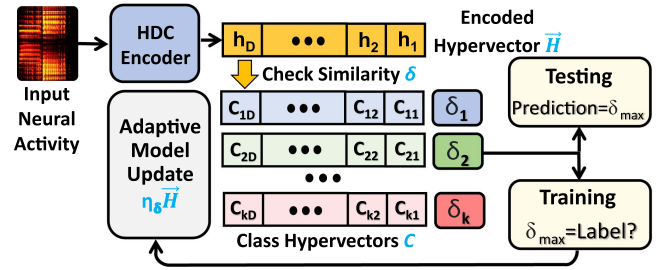 HDC
Encoder
h_D ●●● h_2 h_1
Encoded
Hypervector H⃗
Input
Neural
Activity
Check Similarity δ
C_1D ●●● C_12 C_11 δ_1
C_2D ●●● C_22 C_21 δ_2
●●●
C_kD ●●● C_k2 C_k1 δ_k
Class Hypervectors C
Adaptive
Model
Update
η_δH⃗
Testing
Prediction=δ_max
Training
δ_max=Label?